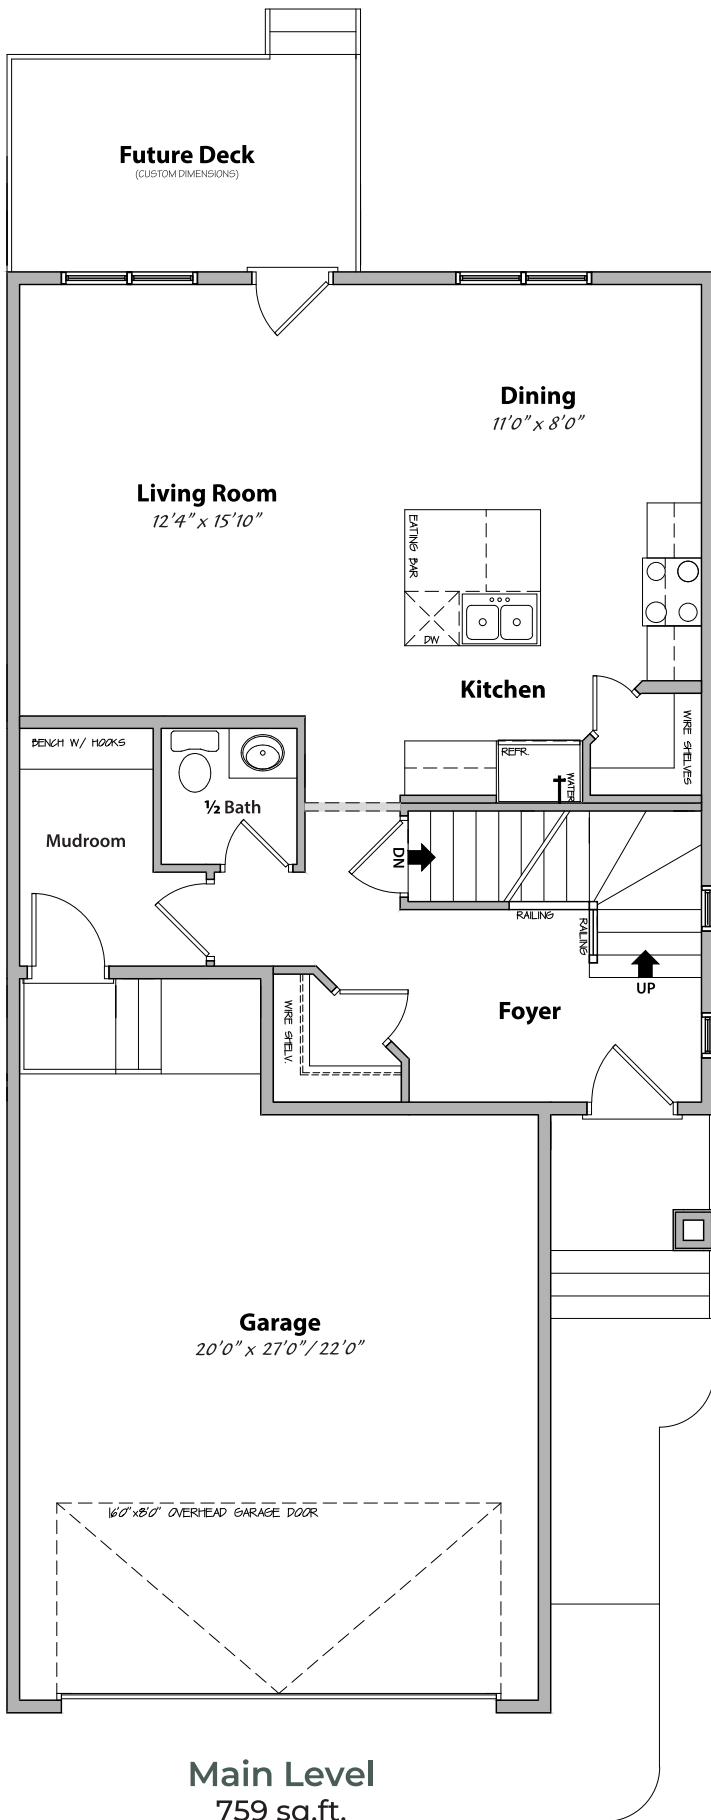 Future Deck
(CUSTOM DIMENSIONS)
Dining
11'0" x 8'0"
Living Room
12'4" x 15'10"
EATING BAR
DW
Kitchen
WIRE SHELVES
REFR.
WATER
BENCH W/ HOOKS
½ Bath
Mudroom
DN
RAILING
RAILING
UP
Foyer
WIRE SHELV.
Garage
20'0" x 27'0"/22'0"
16'0"x8'0" OVERHEAD GARAGE DOOR
Main Level
759 sq.ft.